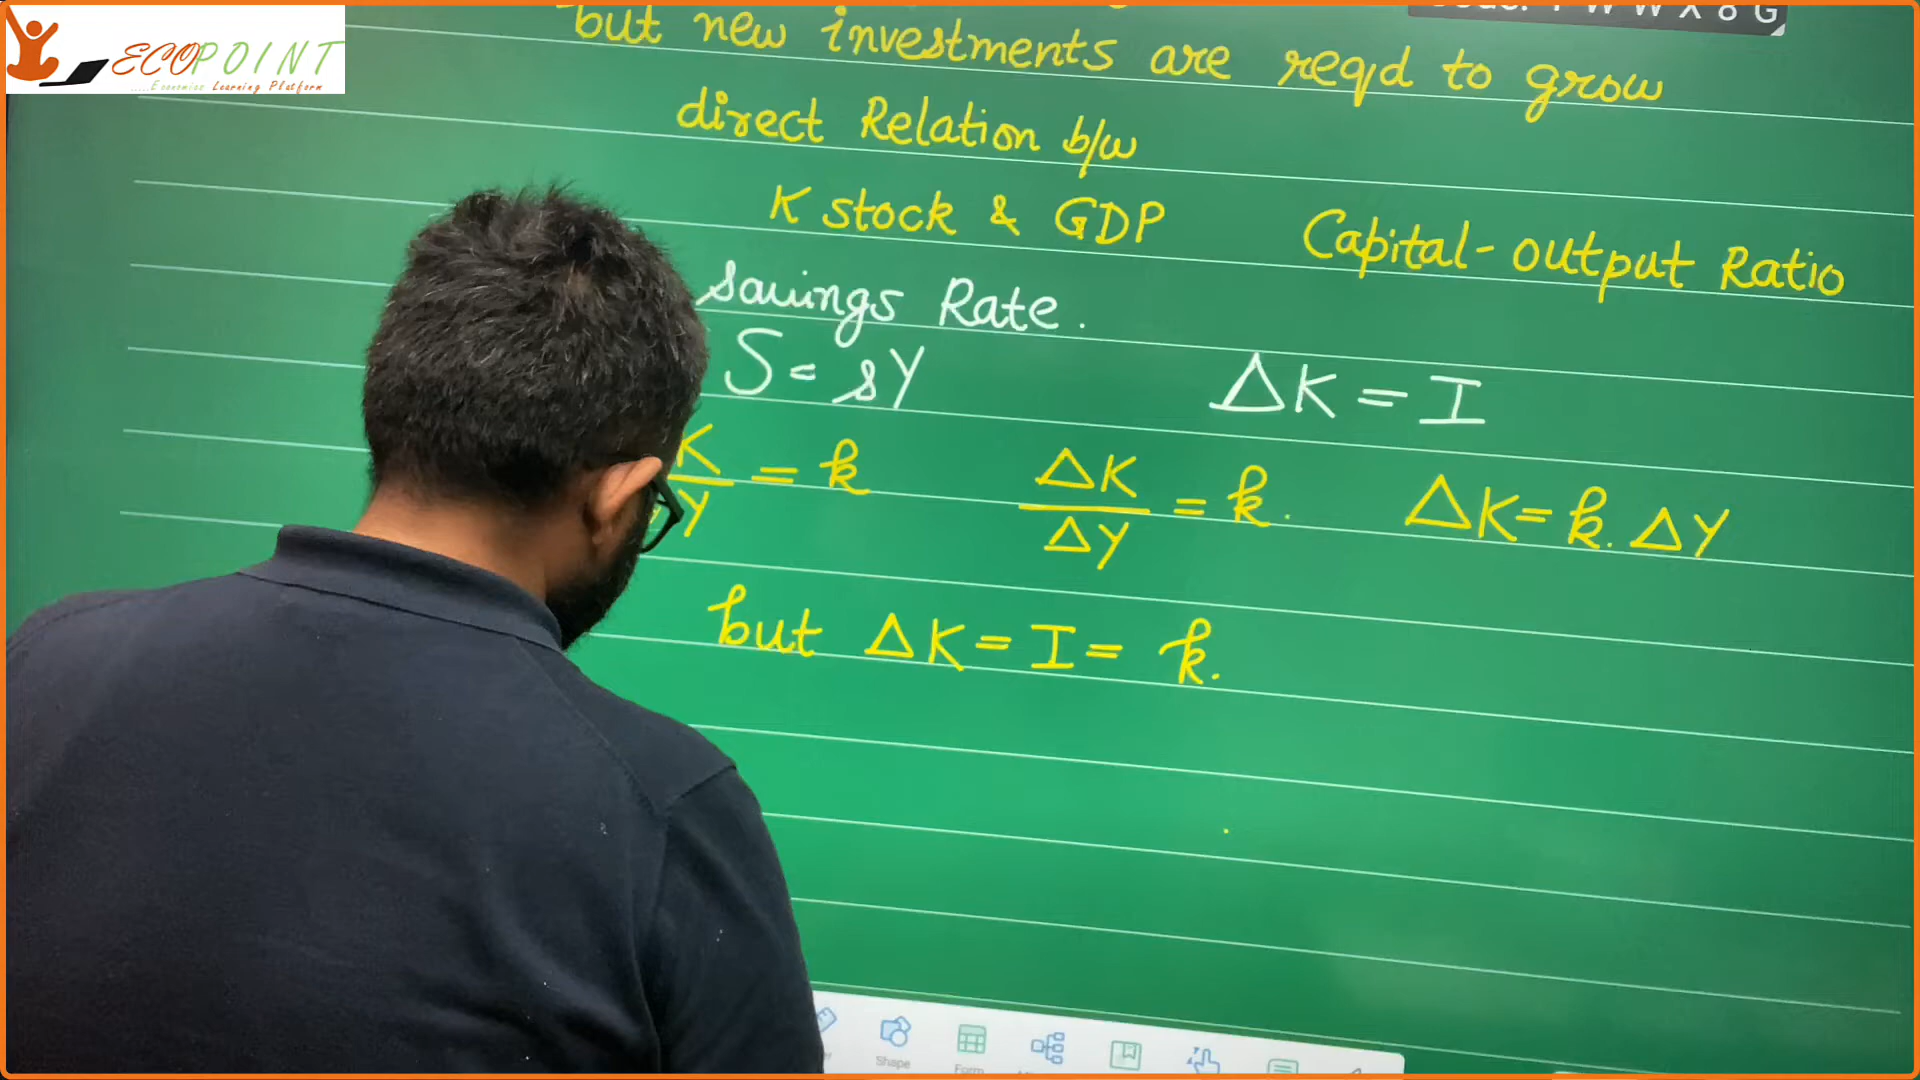 ECOPOINT
.....Economics Learning Platform
but new investments are reqd to grow
direct Relation b/w
K stock & GDP Capital-output Ratio
savings Rate.
S = sY ΔK = I
K/Y = k ΔK/ΔY = k. ΔK = k. ΔY
but ΔK = I = k.
Shape